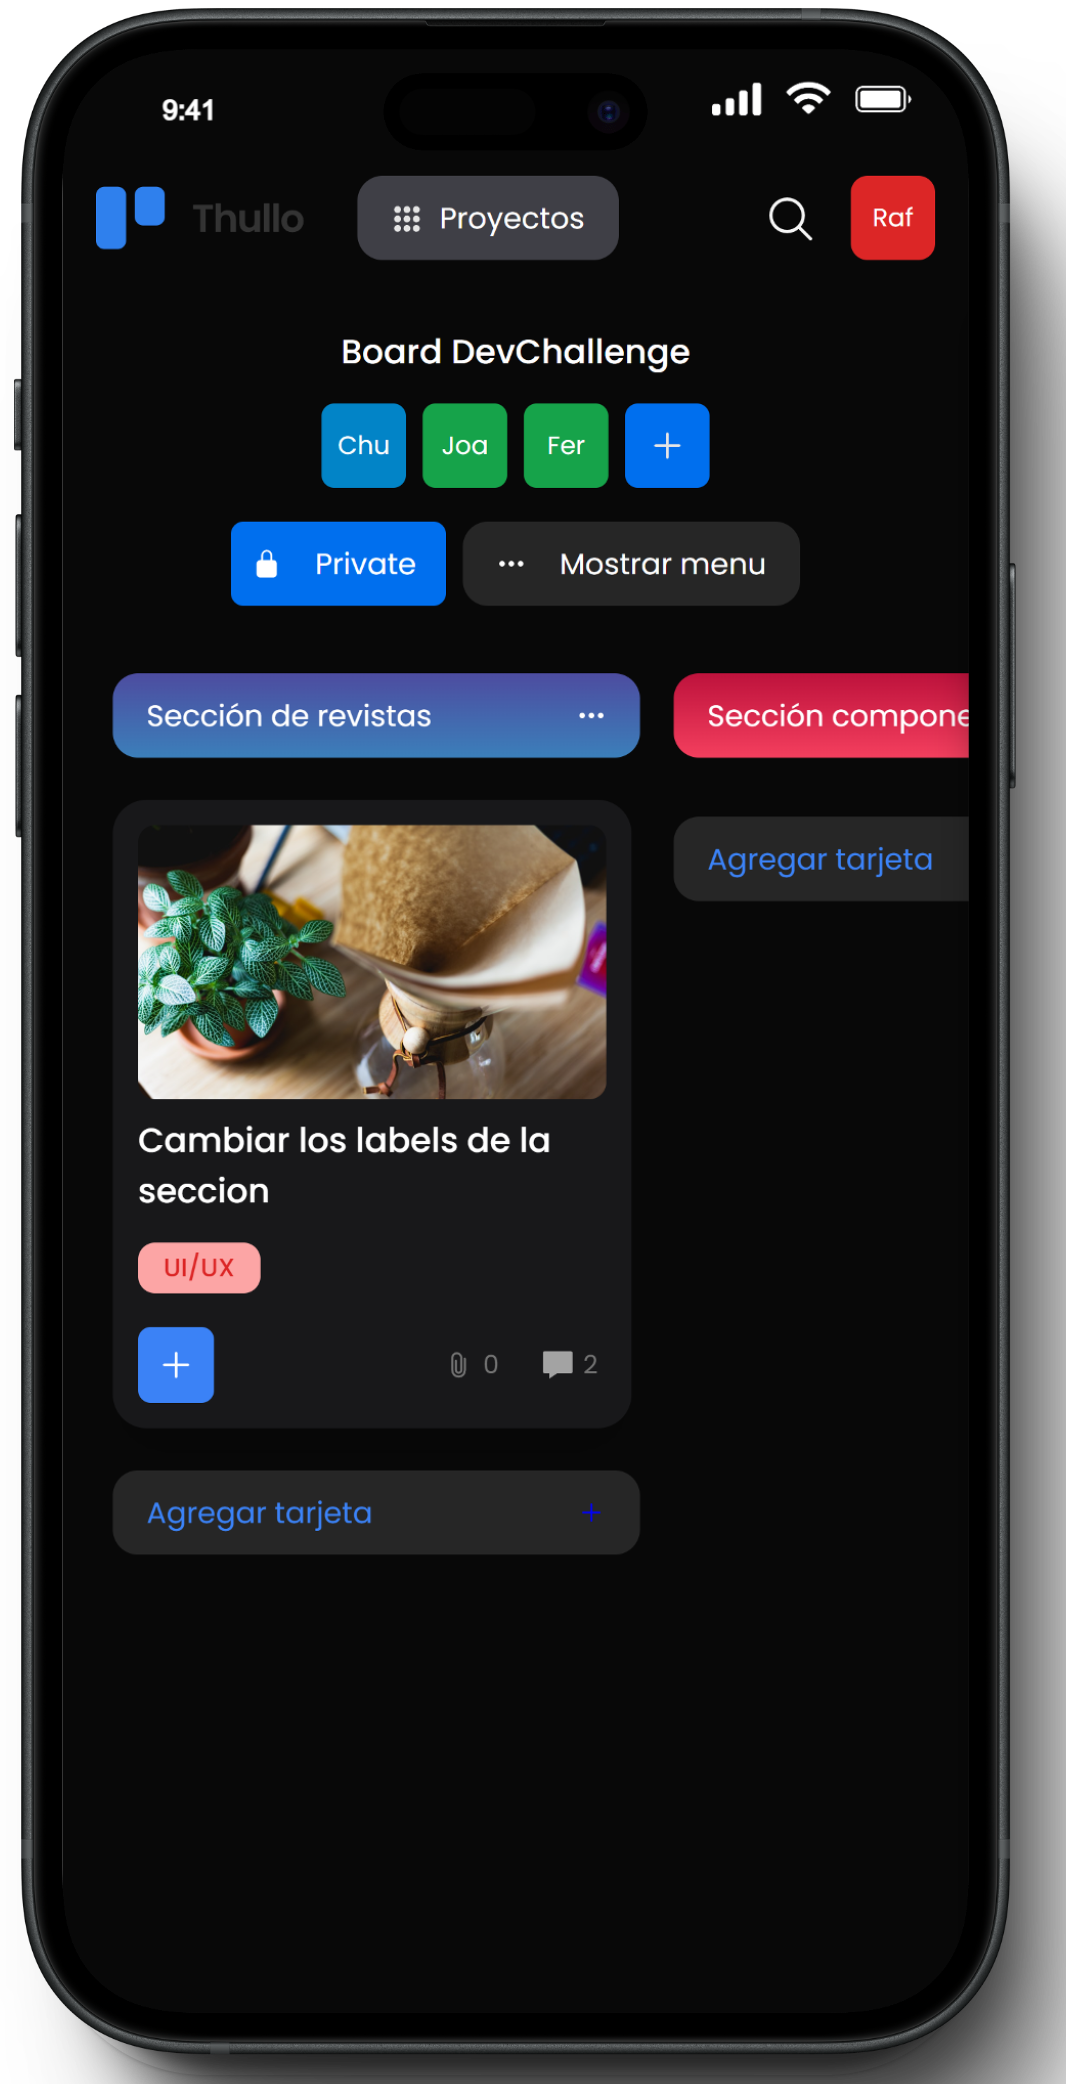 9:41
Thullo
Proyectos
Raf
Board DevChallenge
Chu
Joa
Fer
Private
Mostrar menu
Sección de revistas
Sección compone
Agregar tarjeta
Cambiar los labels de la
seccion
UI/UX
0
2
Agregar tarjeta